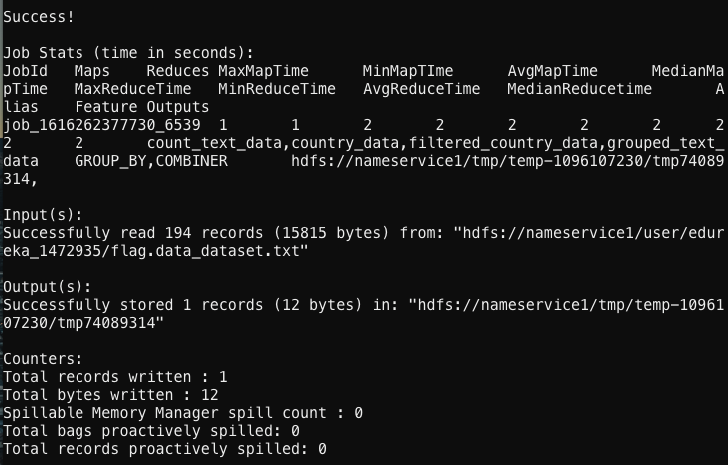 Success!
Job Stats (time in seconds):
JobId   Maps    Reduces MaxMapTime      MinMapTIme      AvgMapTime      MedianMa
pTime   MaxReduceTime   MinReduceTime   AvgReduceTime   MedianReducetime        A
lias    Feature Outputs
job_1616262377730_6539  1       1       2       2       2       2       2       2
2       2       count_text_data,country_data,filtered_country_data,grouped_text_
data    GROUP_BY,COMBINER       hdfs://nameservice1/tmp/temp-1096107230/tmp74089
314,
Input(s):
Successfully read 194 records (15815 bytes) from: "hdfs://nameservice1/user/edur
eka_1472935/flag.data_dataset.txt"
Output(s):
Successfully stored 1 records (12 bytes) in: "hdfs://nameservice1/tmp/temp-10961
07230/tmp74089314"
Counters:
Total records written : 1
Total bytes written : 12
Spillable Memory Manager spill count : 0
Total bags proactively spilled: 0
Total records proactively spilled: 0